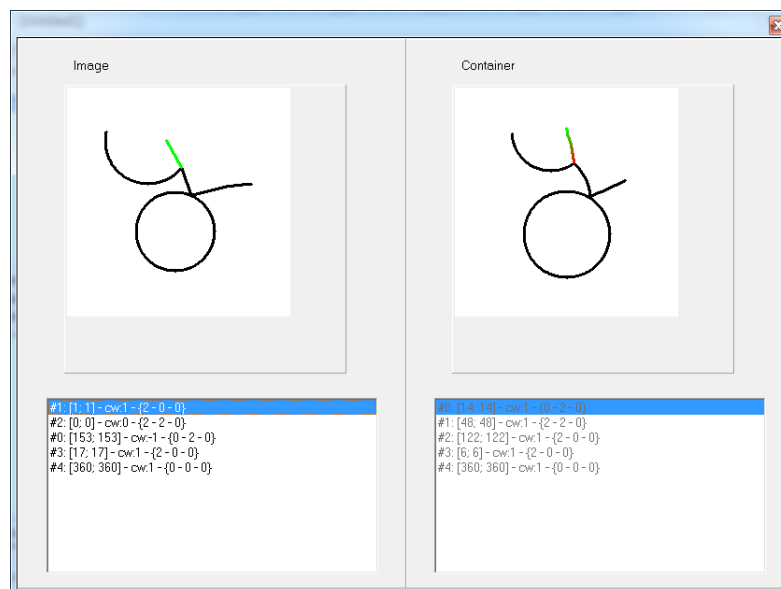 Image
Container
#1: [1; 1] - cw:1 - {2 - 0 - 0}
#2: [0; 0] - cw:0 - {2 - 2 - 0}
#0: [153; 153] - cw:-1 - {0 - 2 - 0}
#3: [17; 17] - cw:1 - {2 - 0 - 0}
#4: [360; 360] - cw:1 - {0 - 0 - 0}
#0: [14; 14] - cw:1 - {0 - 2 - 0}
#1: [48; 48] - cw:1 - {2 - 2 - 0}
#2: [122; 122] - cw:1 - {2 - 0 - 0}
#3: [6; 6] - cw:1 - {2 - 0 - 0}
#4: [360; 360] - cw:1 - {0 - 0 - 0}